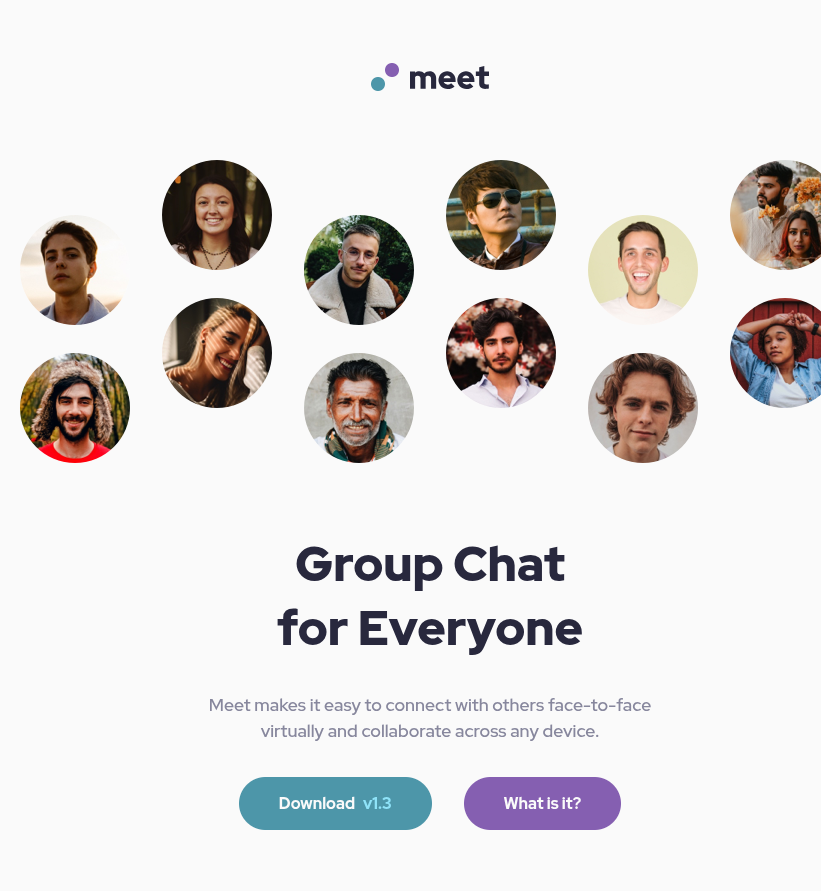 meet
Group Chat
for Everyone
Meet makes it easy to connect with others face-to-face
virtually and collaborate across any device.
Download v1.3
What is it?